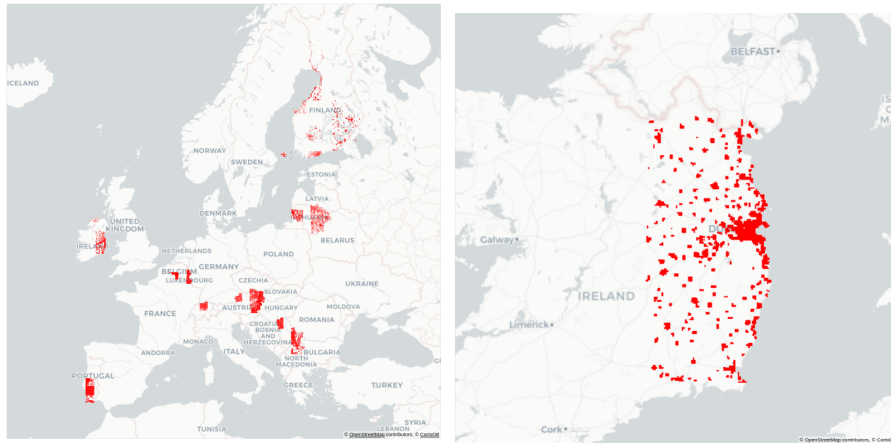 ICELAND
FINLAND
NORWAY
SWEDEN
ESTONIA
LATVIA
DENMARK
UNITED
KINGDOM
BELARUS
NETHERLANDS
POLAND
GERMANY
BELGIUM
LUXEMBOURG
CZECHIA
UKRAINE
SLOVAKIA
FRANCE
AUSTRIA
HUNGARY
MOLDOVA
CROATIA
ROMANIA
BOSNIA
AND
HERZEGOVINA
MONACO
ANDORRA
ITALY
BULGARIA
NORTH
MACEDONIA
PORTUGAL
GREECE
TURKEY
TUNISIA
SYRIA
LEBANON
© OpenStreetMap contributors, © CartoDB
BELFAST
Galway
IRELAND
Limerick
Cork
© OpenStreetMap contributors, © Carto